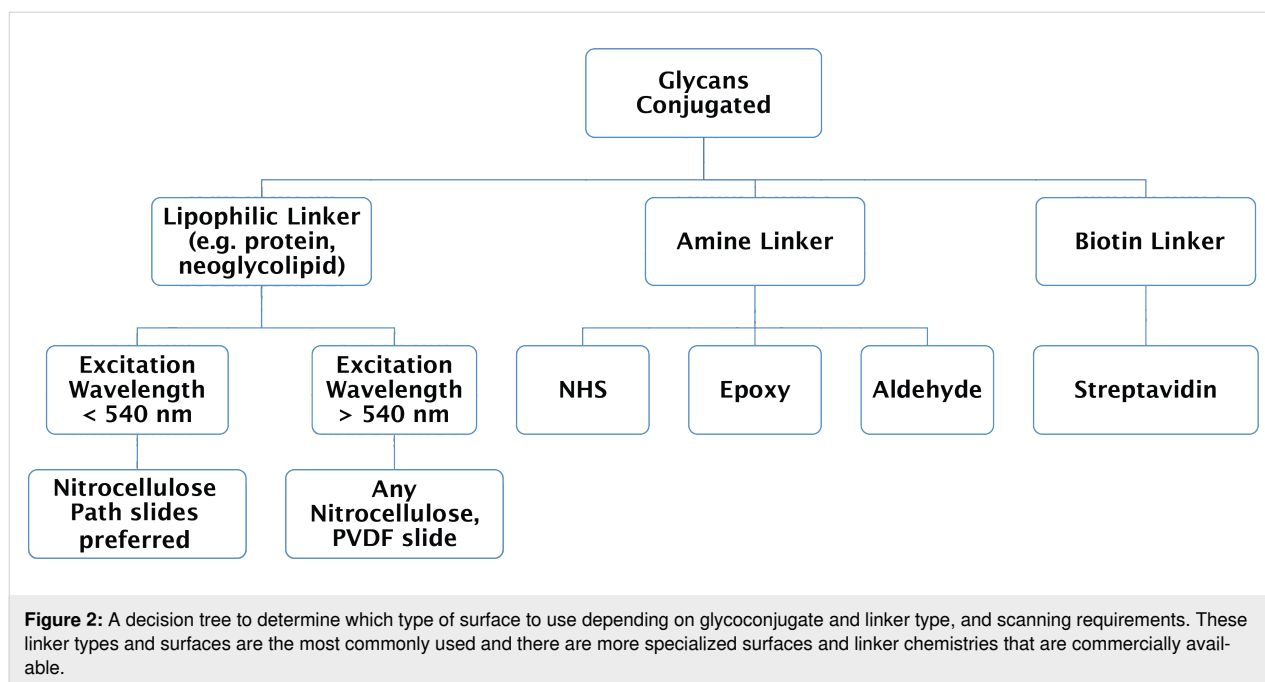 Glycans
Conjugated
Lipophilic Linker
(e.g. protein,
neoglycolipid)
Amine Linker
Biotin Linker
Excitation
Wavelength
< 540 nm
Excitation
Wavelength
> 540 nm
NHS
Epoxy
Aldehyde
Streptavidin
Nitrocellulose
Path slides
preferred
Any
Nitrocellulose,
PVDF slide
Figure 2: A decision tree to determine which type of surface to use depending on glycoconjugate and linker type, and scanning requirements. These
linker types and surfaces are the most commonly used and there are more specialized surfaces and linker chemistries that are commercially avail-
able.